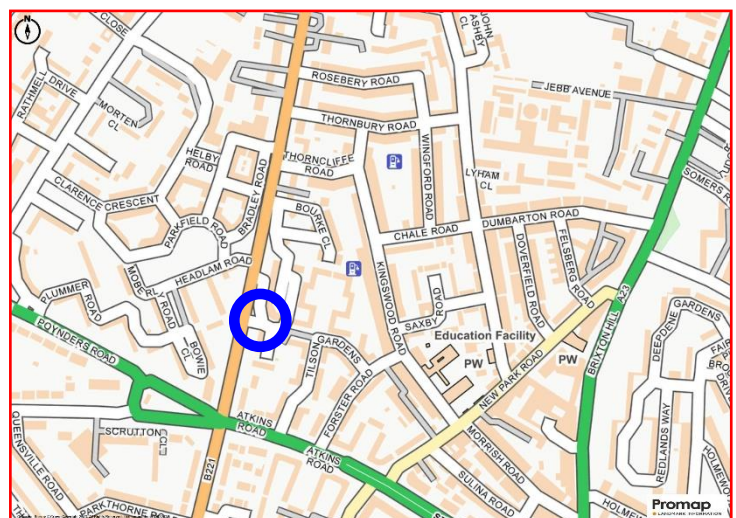 N
CLOSE
RATHMELL
DRIVE
MORTEN
CL
HELBY
ROAD
CLARENCE CRESCENT
PARKFIELD ROAD
BRADLEY ROAD
HEADLAM ROAD
PLUMMER
ROAD
MOBERLY ROAD
BOWIE
CL
POYNDERS ROAD
SCRUTTON
CL
QUEENSVILLE ROAD
PARKTHORNE ROAD
B221
ATKINS
ROAD
ATKINS
ROAD
TILSON
GARDENS
FORSTER ROAD
BOURKE CL
ROSEBERY ROAD
THORNBURY ROAD
THORNCLIFFE
ROAD
WINGFORD ROAD
JOHN
ASHBY
CL
JEBB AVENUE
LYHAM
CL
SOMERS
DUMBARTON ROAD
CHALE ROAD
KINGSWOOD ROAD
SAXBY
ROAD
DOVERFIELD ROAD
FELSBERG
ROAD
Education Facility
PW
PW
NEW PARK ROAD
MORRISH ROAD
SULINA ROAD
A23
BRIXTON HILL
DEEPDENE GARDENS
REDLANDS WAY
Promap
LANDMARK INFORMATION